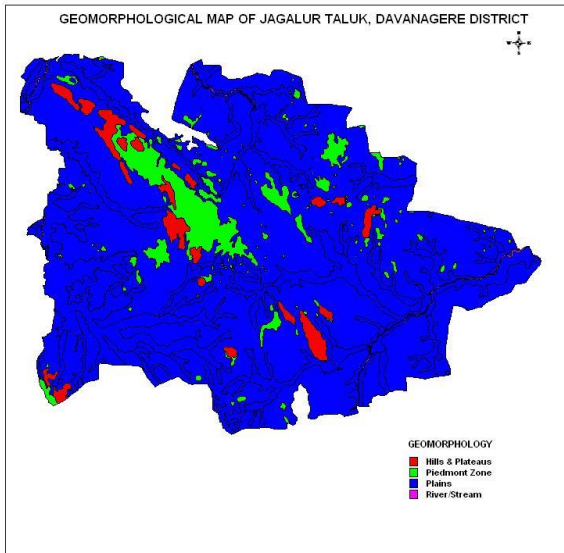 GEOMORPHOLOGICAL MAP OF JAGALUR TALUK, DAVANAGERE DISTRICT
GEOMORPHOLOGY
Hills & Plateaus
Piedmont Zone
Plains
River/Stream